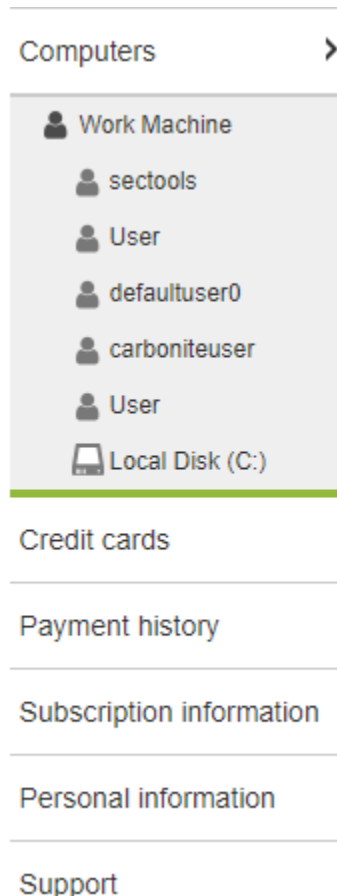 Computers
Work Machine
sectools
User
defaultuser0
carboniteuser
User
Local Disk (C:)
Credit cards
Payment history
Subscription information
Personal information
Support